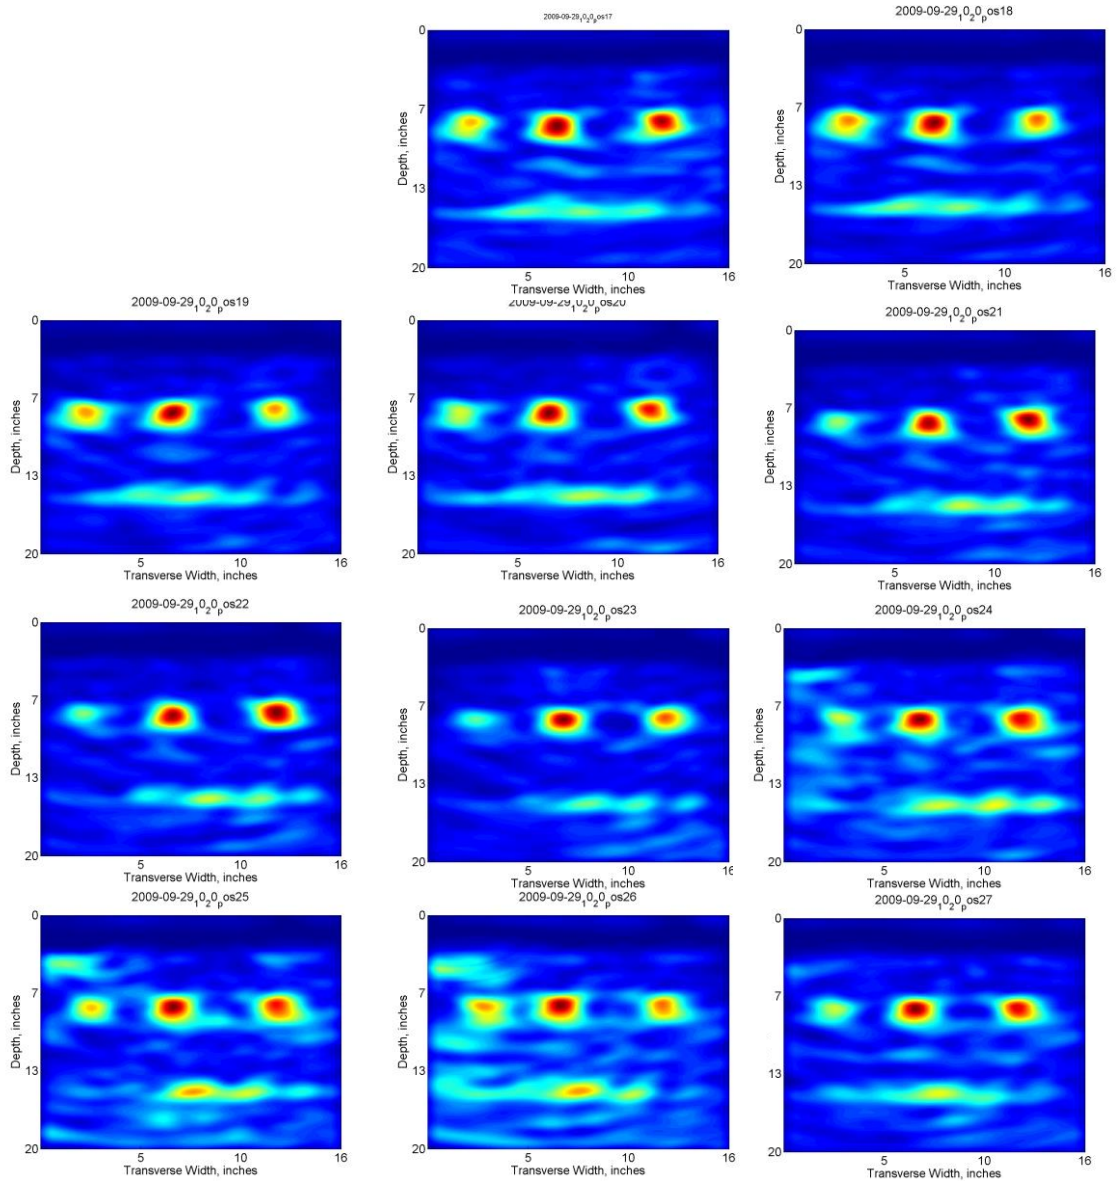 2009-09-29₁0₂0ₚos17
7
Depth, inches
13
20
5 10 16
Transverse Width, inches
2009-09-29₁0₂0ₚos18
0
7
Depth, inches
13
20
5 10 16
Transverse Width, inches
2009-09-29₁0₂0ₚos19
0
7
Depth, inches
13
20
5 10 16
Transverse Width, inches
2009-09-29₁0₂0ₚos20
0
7
Depth, inches
13
20
5 10 16
Transverse Width, inches
2009-09-29₁0₂0ₚos21
0
7
Depth, inches
13
20
5 10 16
Transverse Width, inches
2009-09-29₁0₂0ₚos22
0
7
Depth, inches
13
20
5 10 16
Transverse Width, inches
2009-09-29₁0₂0ₚos23
0
7
Depth, inches
13
20
5 10 16
Transverse Width, inches
2009-09-29₁0₂0ₚos24
0
7
Depth, inches
13
20
5 10 16
Transverse Width, inches
2009-09-29₁0₂0ₚos25
0
7
Depth, inches
13
20
5 10 16
Transverse Width, inches
2009-09-29₁0₂0ₚos26
0
7
Depth, inches
13
20
5 10 16
Transverse Width, inches
2009-09-29₁0₂0ₚos27
0
7
Depth, inches
13
20
5 10 16
Transverse Width, inches